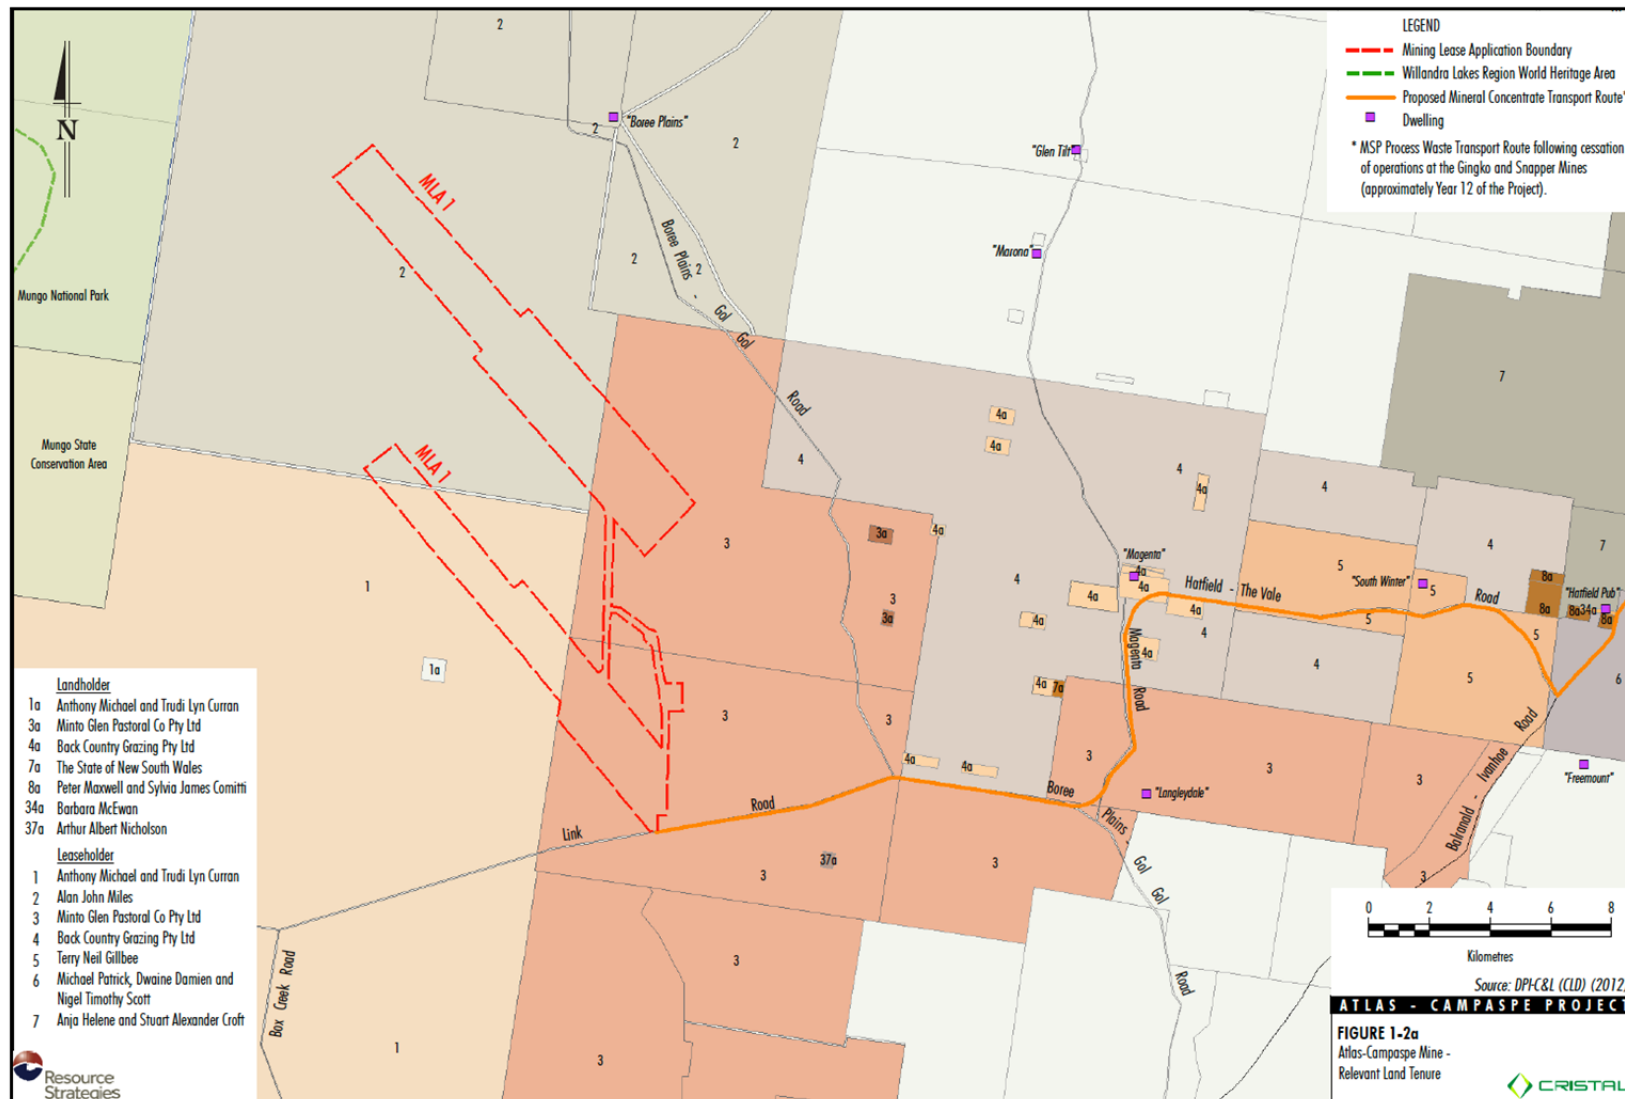 LEGEND
Mining Lease Application Boundary
Willandra Lakes Region World Heritage Area
Proposed Mineral Concentrate Transport Route*
Dwelling
* MSP Process Waste Transport Route following cessation
of operations at the Gingko and Snapper Mines
(approximately Year 12 of the Project).
N
2
"Boree Plains"
2
2
"Glen Tilt"
MLA 1
2
Boree Plains - Gol Gol Road
2
2
"Marona"
Mungo National Park
7
4a
4a
Mungo State
Conservation Area
MLA 1
4
4
4a
4
3
3a
4a
4
7
"Magenta"
4a
4a
4a
4
5
"South Winter"
5
8a
"Hatfield Pub"
Hatfield - The Vale Road
1
3
3a
4a
4a
5
8a
8a
34a
8a
4
Magenta Road
4a
5
1a
4
5
6
4a
7a
3
3
3
3
3
"Freemount"
4a
4a
Boree Plains - Gol Gol Road
"Langleydale"
Balranald - Ivanhoe Road
Link Road
37a
3
3
3
3
Box Creek Road
1
3
Landholder
1a Anthony Michael and Trudi Lyn Curran
3a Minto Glen Pastoral Co Pty Ltd
4a Back Country Grazing Pty Ltd
7a The State of New South Wales
8a Peter Maxwell and Sylvia James Comitti
34a Barbara McEwan
37a Arthur Albert Nicholson
Leaseholder
1 Anthony Michael and Trudi Lyn Curran
2 Alan John Miles
3 Minto Glen Pastoral Co Pty Ltd
4 Back Country Grazing Pty Ltd
5 Terry Neil Gillbee
6 Michael Patrick, Dwaine Damien and
Nigel Timothy Scott
7 Anja Helene and Stuart Alexander Croft
Resource
Strategies
0 2 4 6 8
Kilometres
Source: DPI-C&L (CLD) (2012)
ATLAS - CAMPASPE PROJECT
FIGURE 1-2a
Atlas-Campaspe Mine -
Relevant Land Tenure
CRISTAL